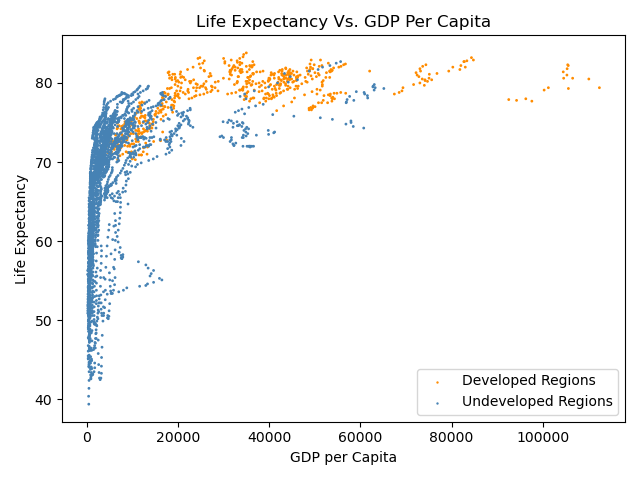 Life Expectancy Vs. GDP Per Capita
80
70
60
50
40
Life Expectancy
0 20000 40000 60000 80000 100000
GDP per Capita
Developed Regions
Undeveloped Regions